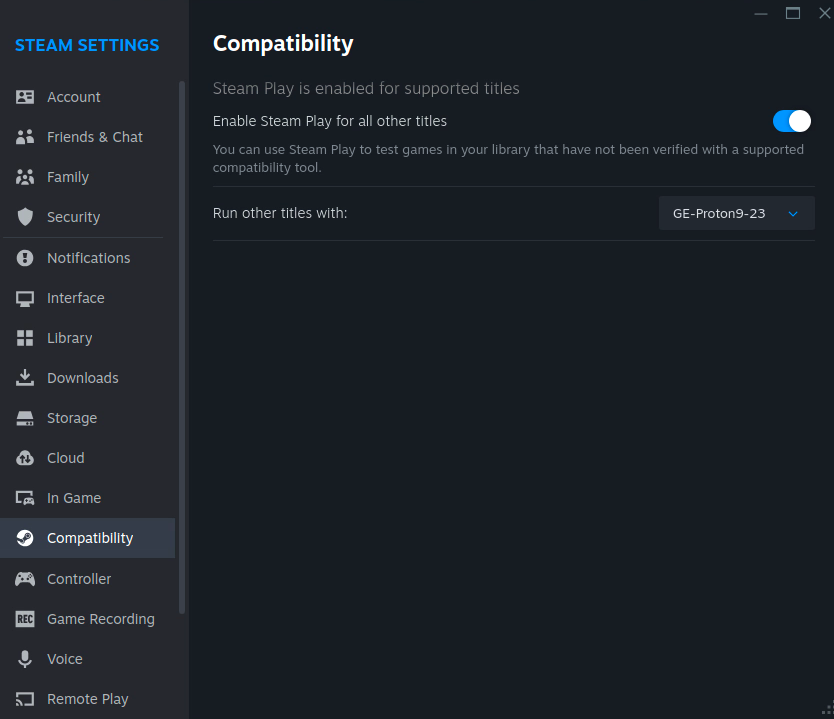 STEAM SETTINGS
Account
Friends & Chat
Family
Security
Notifications
Interface
Library
Downloads
Storage
Cloud
In Game
Compatibility
Controller
REC
Game Recording
Voice
Remote Play
Compatibility
Steam Play is enabled for supported titles
Enable Steam Play for all other titles
You can use Steam Play to test games in your library that have not been verified with a supported
compatibility tool.
Run other titles with:
GE-Proton9-23